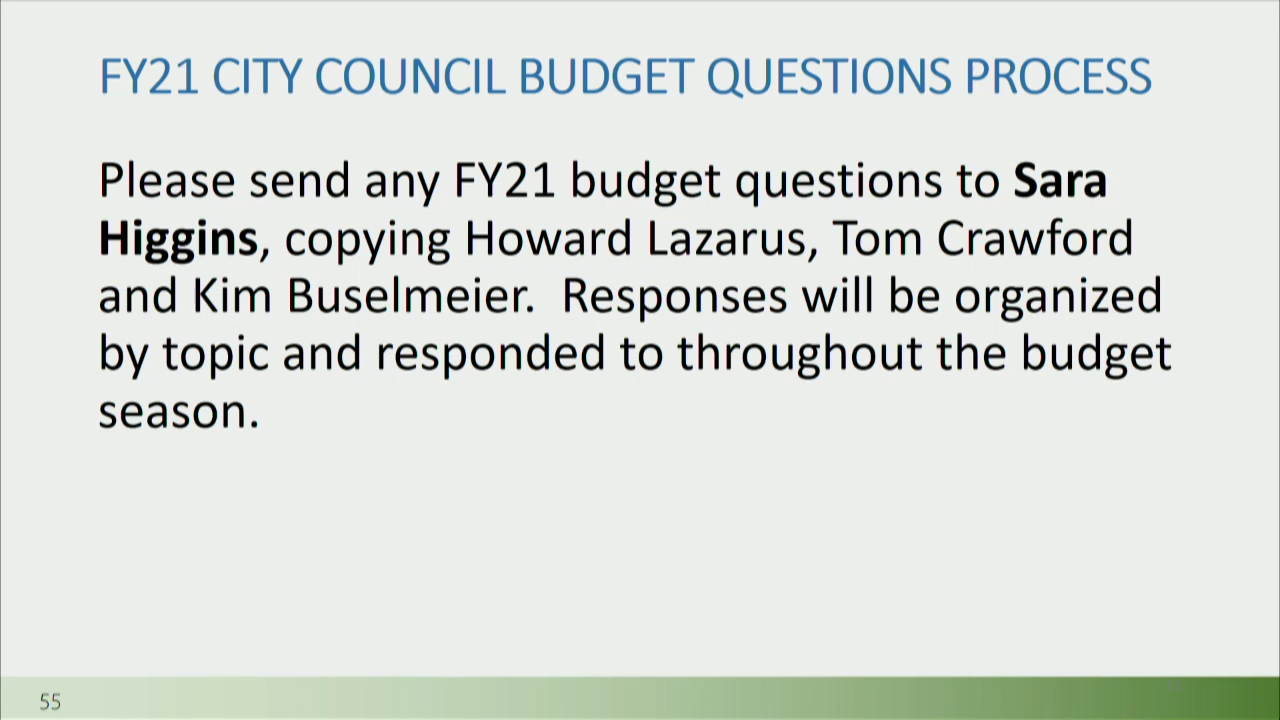 FY21 CITY COUNCIL BUDGET QUESTIONS PROCESS
Please send any FY21 budget questions to Sara
Higgins, copying Howard Lazarus, Tom Crawford
and Kim Buselmeier.  Responses will be organized
by topic and responded to throughout the budget
season.
55